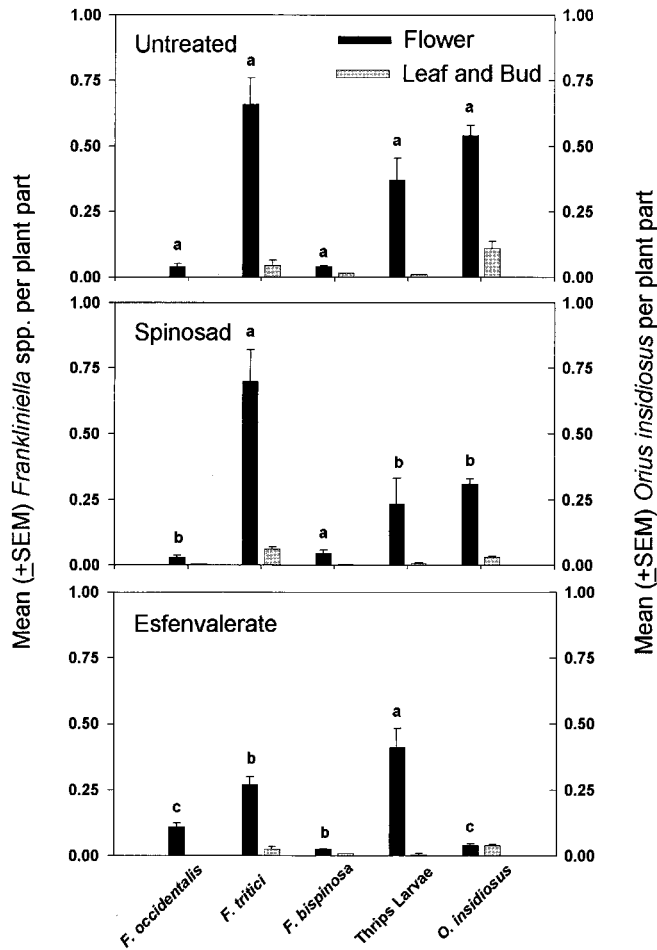 Mean (±SEM) Frankliniella spp. per plant part
Mean (±SEM) Orius insidiosus per plant part
Untreated
Flower
Leaf and Bud
1.00
0.75
0.50
0.25
0.00
1.00
0.75
0.50
0.25
0.00
a
a
a
a
a
Spinosad
1.00
0.75
0.50
0.25
0.00
1.00
0.75
0.50
0.25
0.00
b
a
a
b
b
Esfenvalerate
1.00
0.75
0.50
0.25
0.00
1.00
0.75
0.50
0.25
0.00
c
b
b
a
c
F. occidentalis
F. tritici
F. bispinosa
Thrips Larvae
O. insidiosus